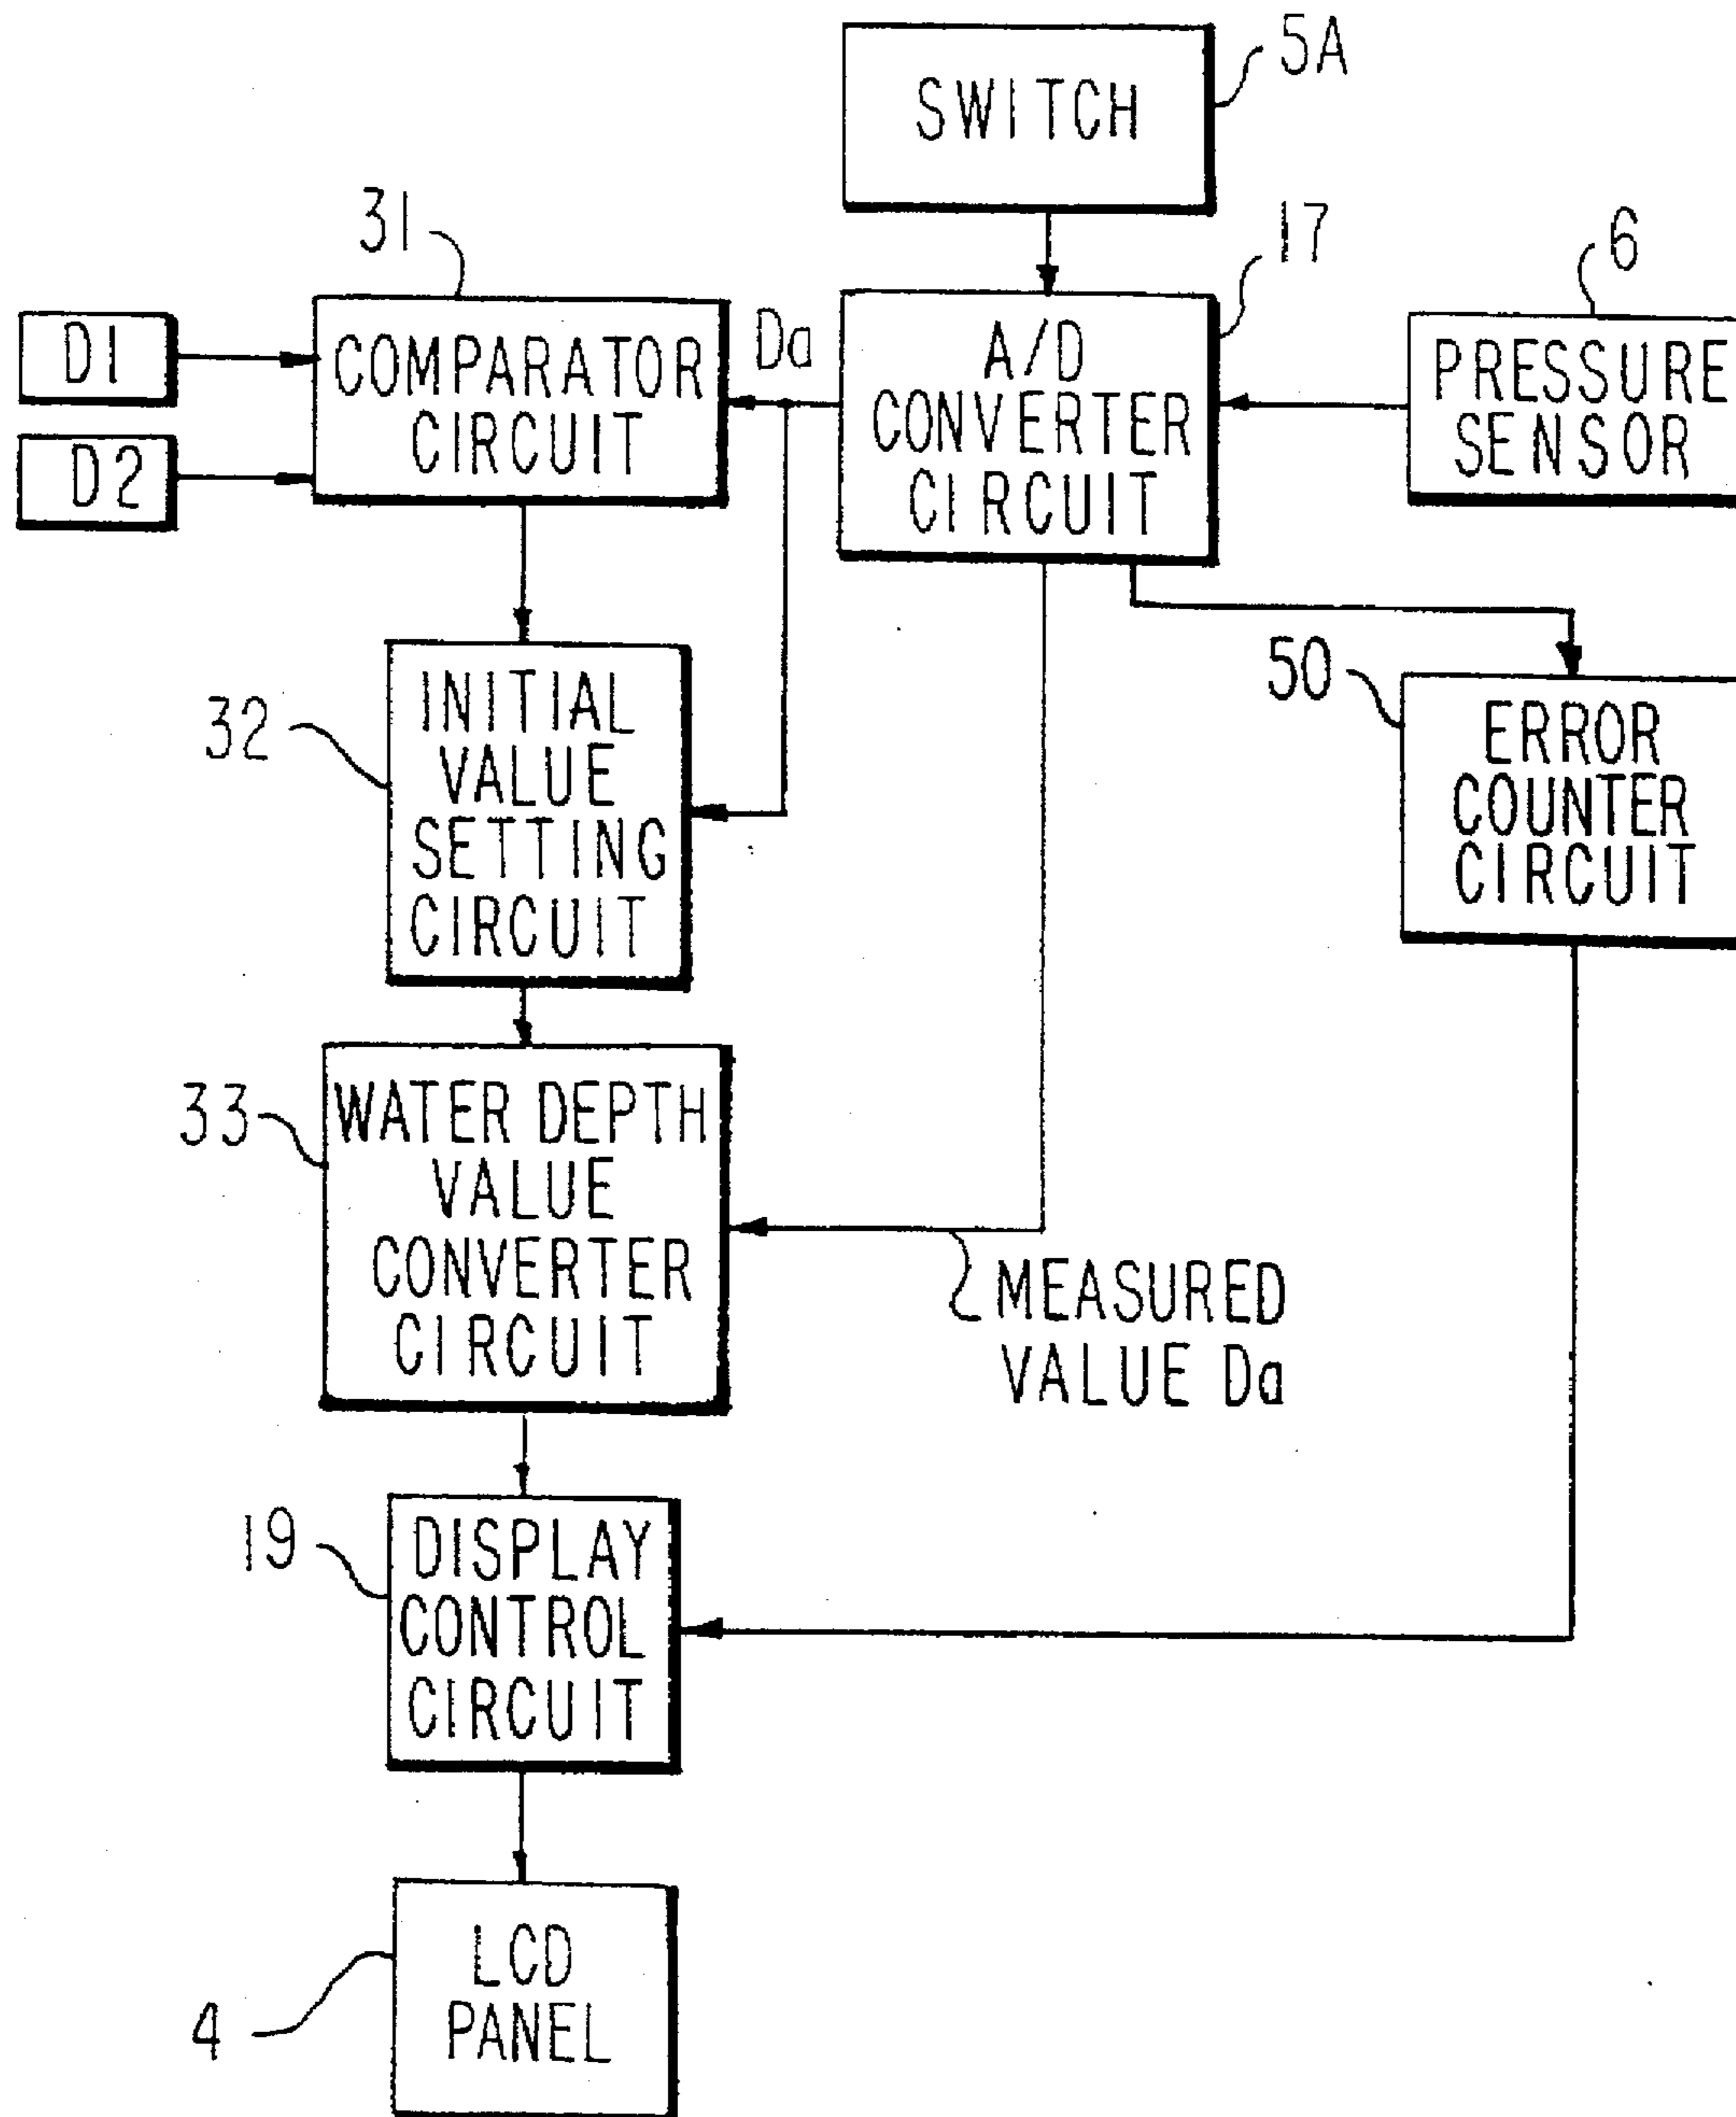 5A
SWITCH
31
17
6
D1
COMPARATOR
CIRCUIT
Da
A/D
CONVERTER
CIRCUIT
PRESSURE
SENSOR
D2
32
INITIAL
VALUE
SETTING
CIRCUIT
50
ERROR
COUNTER
CIRCUIT
33
WATER DEPTH
VALUE
CONVERTER
CIRCUIT
MEASURED
VALUE Da
19
DISPLAY
CONTROL
CIRCUIT
4
LCD
PANEL